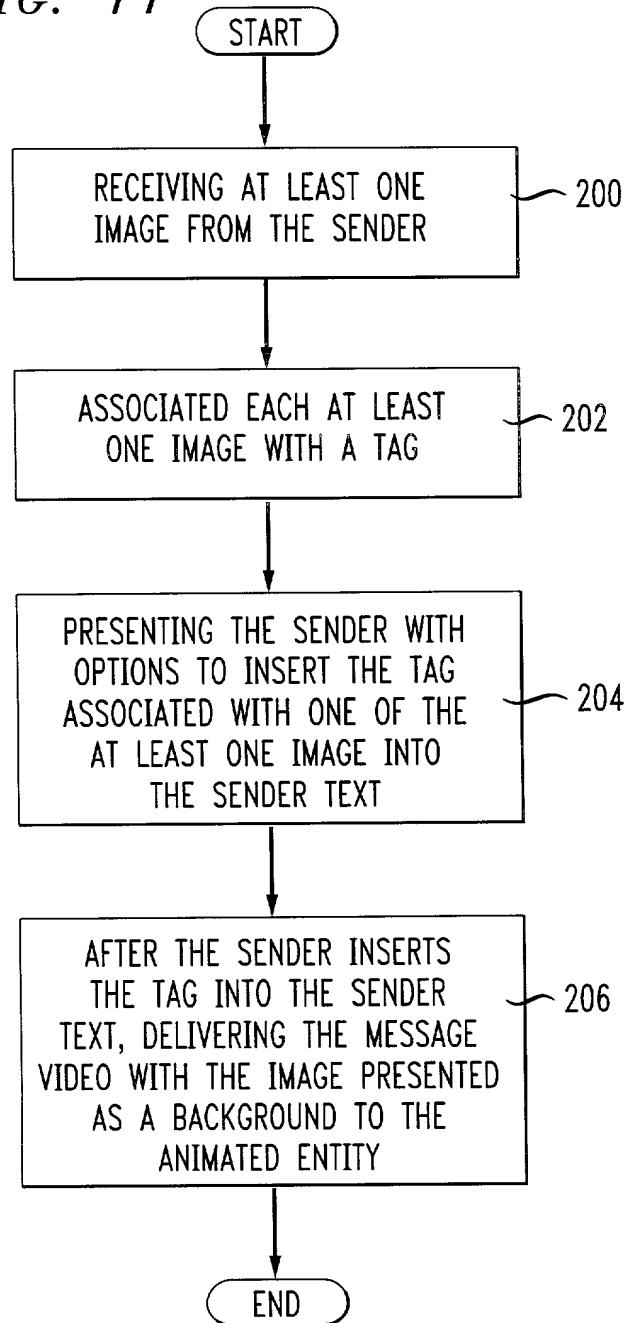 START
RECEIVING AT LEAST ONE
IMAGE FROM THE SENDER
200
ASSOCIATED EACH AT LEAST
ONE IMAGE WITH A TAG
202
PRESENTING THE SENDER WITH
OPTIONS TO INSERT THE TAG
ASSOCIATED WITH ONE OF THE
AT LEAST ONE IMAGE INTO
THE SENDER TEXT
204
AFTER THE SENDER INSERTS
THE TAG INTO THE SENDER
TEXT, DELIVERING THE MESSAGE
VIDEO WITH THE IMAGE PRESENTED
AS A BACKGROUND TO THE
ANIMATED ENTITY
206
END